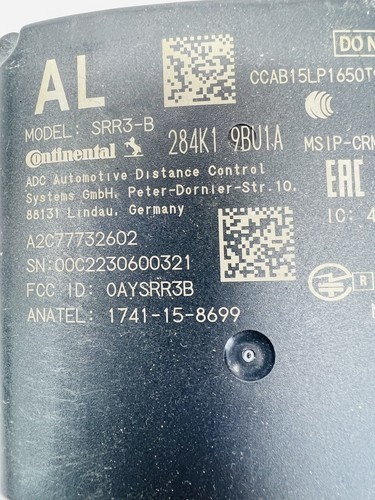 AL
DO N
CCAB15LP1650T
MODEL: SRR3-B
Continental
284K1 9BU1A
MSIP-CRM
ADC Automotive Distance Control
Systems GmbH, Peter-Dornier-Str.10,
88131 Lindau, Germany
EAC
IC: 4
A2C77732602
SN:00C2230600321
FCC ID: OAYSRR3B
R
ANATEL: 1741-15-8699